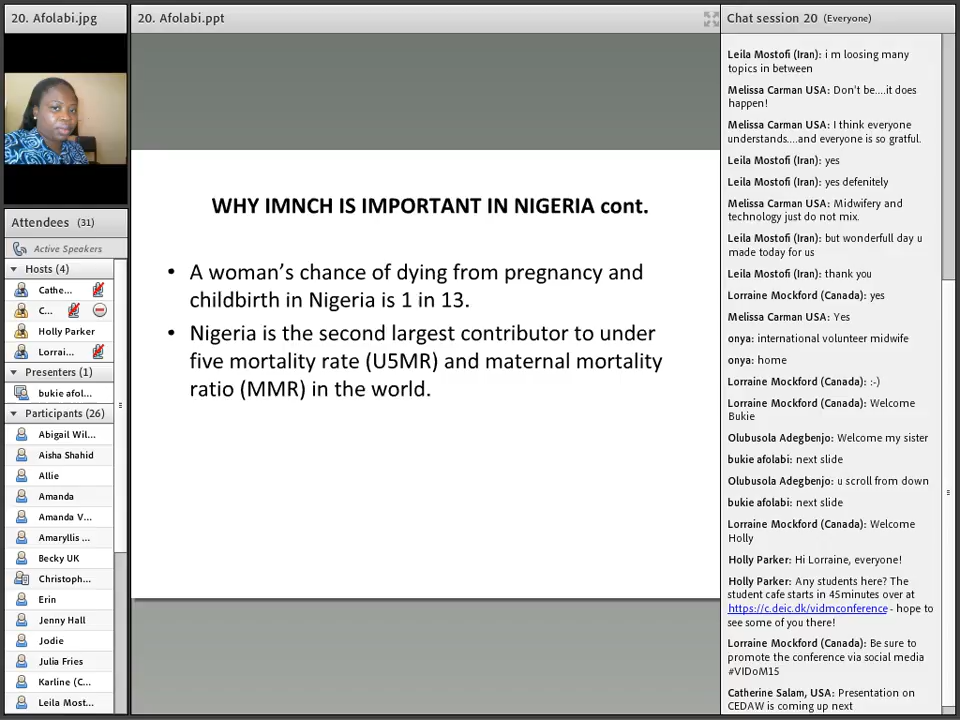 20. Afolabi.jpg
Attendees (31)
Active Speakers
Hosts (4)
Cathe...
C...
Holly Parker
Lorrai...
Presenters (1)
bukie afol...
Participants (26)
Abigail Wil...
Aisha Shahid
Allie
Amanda
Amanda V...
Amaryllis ...
Becky UK
Christoph...
Erin
Jenny Hall
Jodie
Julia Fries
Karline (C...
Leila Most...
20. Afolabi.ppt
WHY IMNCH IS IMPORTANT IN NIGERIA cont.
• A woman's chance of dying from pregnancy and
childbirth in Nigeria is 1 in 13.
• Nigeria is the second largest contributor to under
five mortality rate (U5MR) and maternal mortality
ratio (MMR) in the world.
Chat session 20 (Everyone)
Leila Mostofi (Iran): i m loosing many
topics in between
Melissa Carman USA: Don't be....it does
happen!
Melissa Carman USA: I think everyone
understands....and everyone is so gratful.
Leila Mostofi (Iran): yes
Leila Mostofi (Iran): yes defenitely
Melissa Carman USA: Midwifery and
technology just do not mix.
Leila Mostofi (Iran): but wonderfull day u
made today for us
Leila Mostofi (Iran): thank you
Lorraine Mockford (Canada): yes
Melissa Carman USA: Yes
onya: international volunteer midwife
onya: home
Lorraine Mockford (Canada): :-)
Lorraine Mockford (Canada): Welcome
Bukie
Olubusola Adegbenjo: Welcome my sister
bukie afolabi: next slide
Olubusola Adegbenjo: u scroll from down
bukie afolabi: next slide
Lorraine Mockford (Canada): Welcome
Holly
Holly Parker: Hi Lorraine, everyone!
Holly Parker: Any students here? The
student cafe starts in 45minutes over at
https://c.deic.dk/vidmconference - hope to
see some of you there!
Lorraine Mockford (Canada): Be sure to
promote the conference via social media
#VIDoM15
Catherine Salam, USA: Presentation on
CEDAW is coming up next